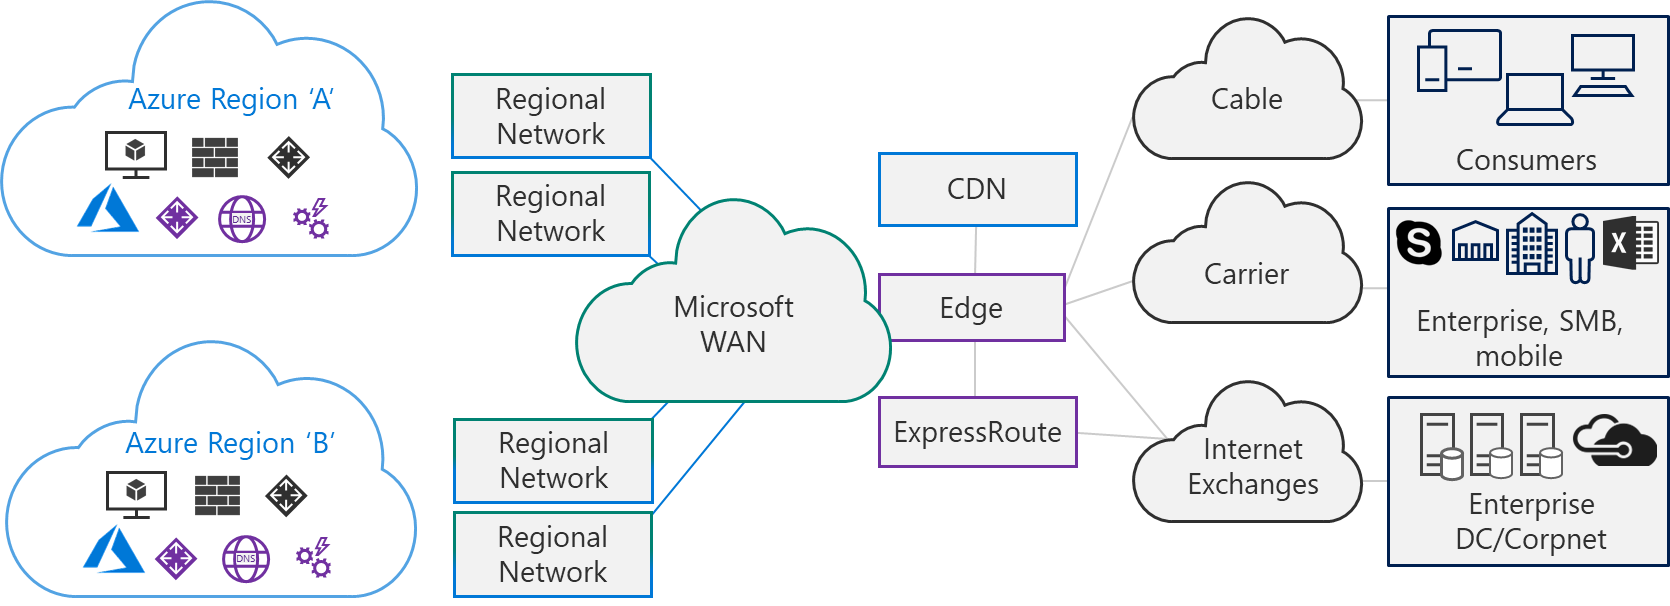 Azure Region ‘A’
DNS
Azure Region ‘B’
DNS
Regional
Network
Regional
Network
Regional
Network
Regional
Network
Microsoft
WAN
CDN
Edge
ExpressRoute
Cable
Carrier
Internet
Exchanges
Consumers
S
X
Enterprise, SMB,
mobile
Enterprise
DC/Corpnet